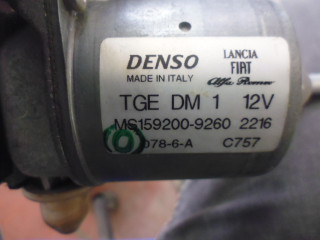 DENSO LANCIA
MADE IN ITALY FIAT
Alfa Romeo
TGE DM 1 12V
MS159200-9260 2216
078-6-A C757